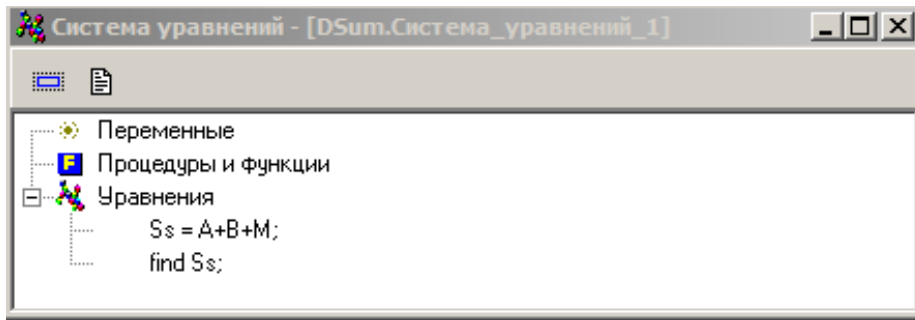 Система уравнений - [DSum.Система_уравнений_1]
Переменные
F Процедуры и функции
Уравнения
Ss = A+B+M;
find Ss;